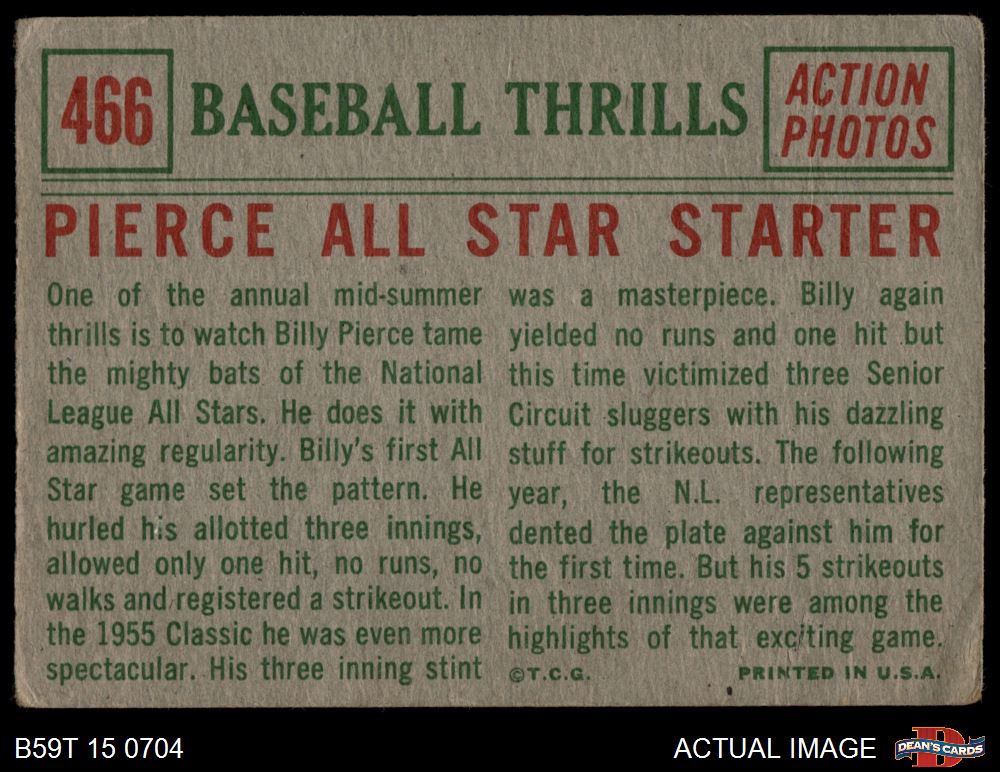 466
BASEBALL THRILLS
ACTION
PHOTOS
PIERCE ALL STAR STARTER
One of the annual mid-summer
thrills is to watch Billy Pierce tame
the mighty bats of the National
League All Stars. He does it with
amazing regularity. Billy's first All
Star game set the pattern. He
hurled his allotted three innings,
allowed only one hit, no runs, no
walks and registered a strikeout. In
the 1955 Classic he was even more
spectacular. His three inning stint
was a masterpiece. Billy again
yielded no runs and one hit but
this time victimized three Senior
Circuit sluggers with his dazzling
stuff for strikeouts. The following
year, the N.L. representatives
dented the plate against him for
the first time. But his 5 strikeouts
in three innings were among the
highlights of that exciting game.
©T.C.G. PRINTED IN U.S.A.
B59T 15 0704
ACTUAL IMAGE
D
DEAN'S CARDS